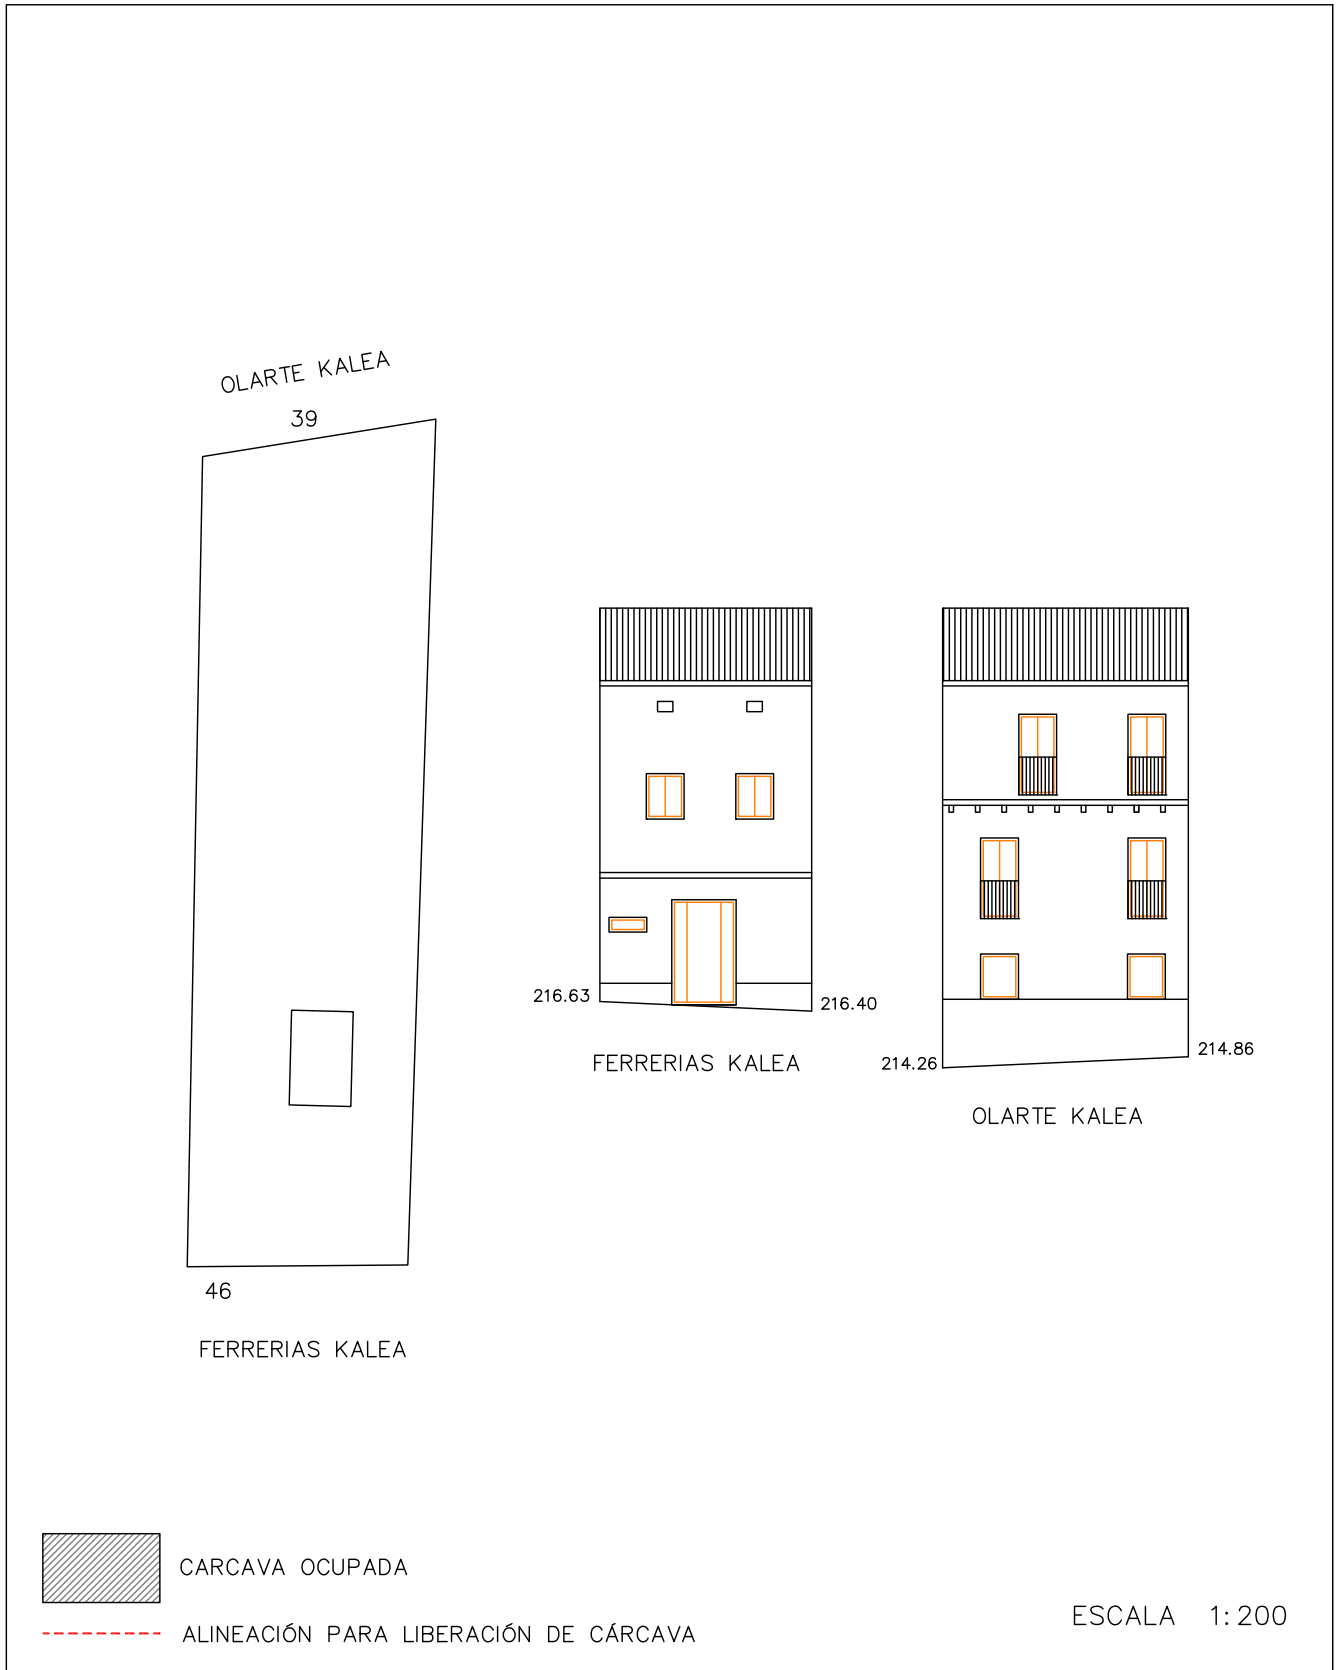 OLARTE KALEA
39
46
FERRERIAS KALEA
216.63
216.40
FERRERIAS KALEA
214.26
214.86
OLARTE KALEA
CARCAVA OCUPADA
ALINEACIÓN PARA LIBERACIÓN DE CÁRCAVA
ESCALA 1:200